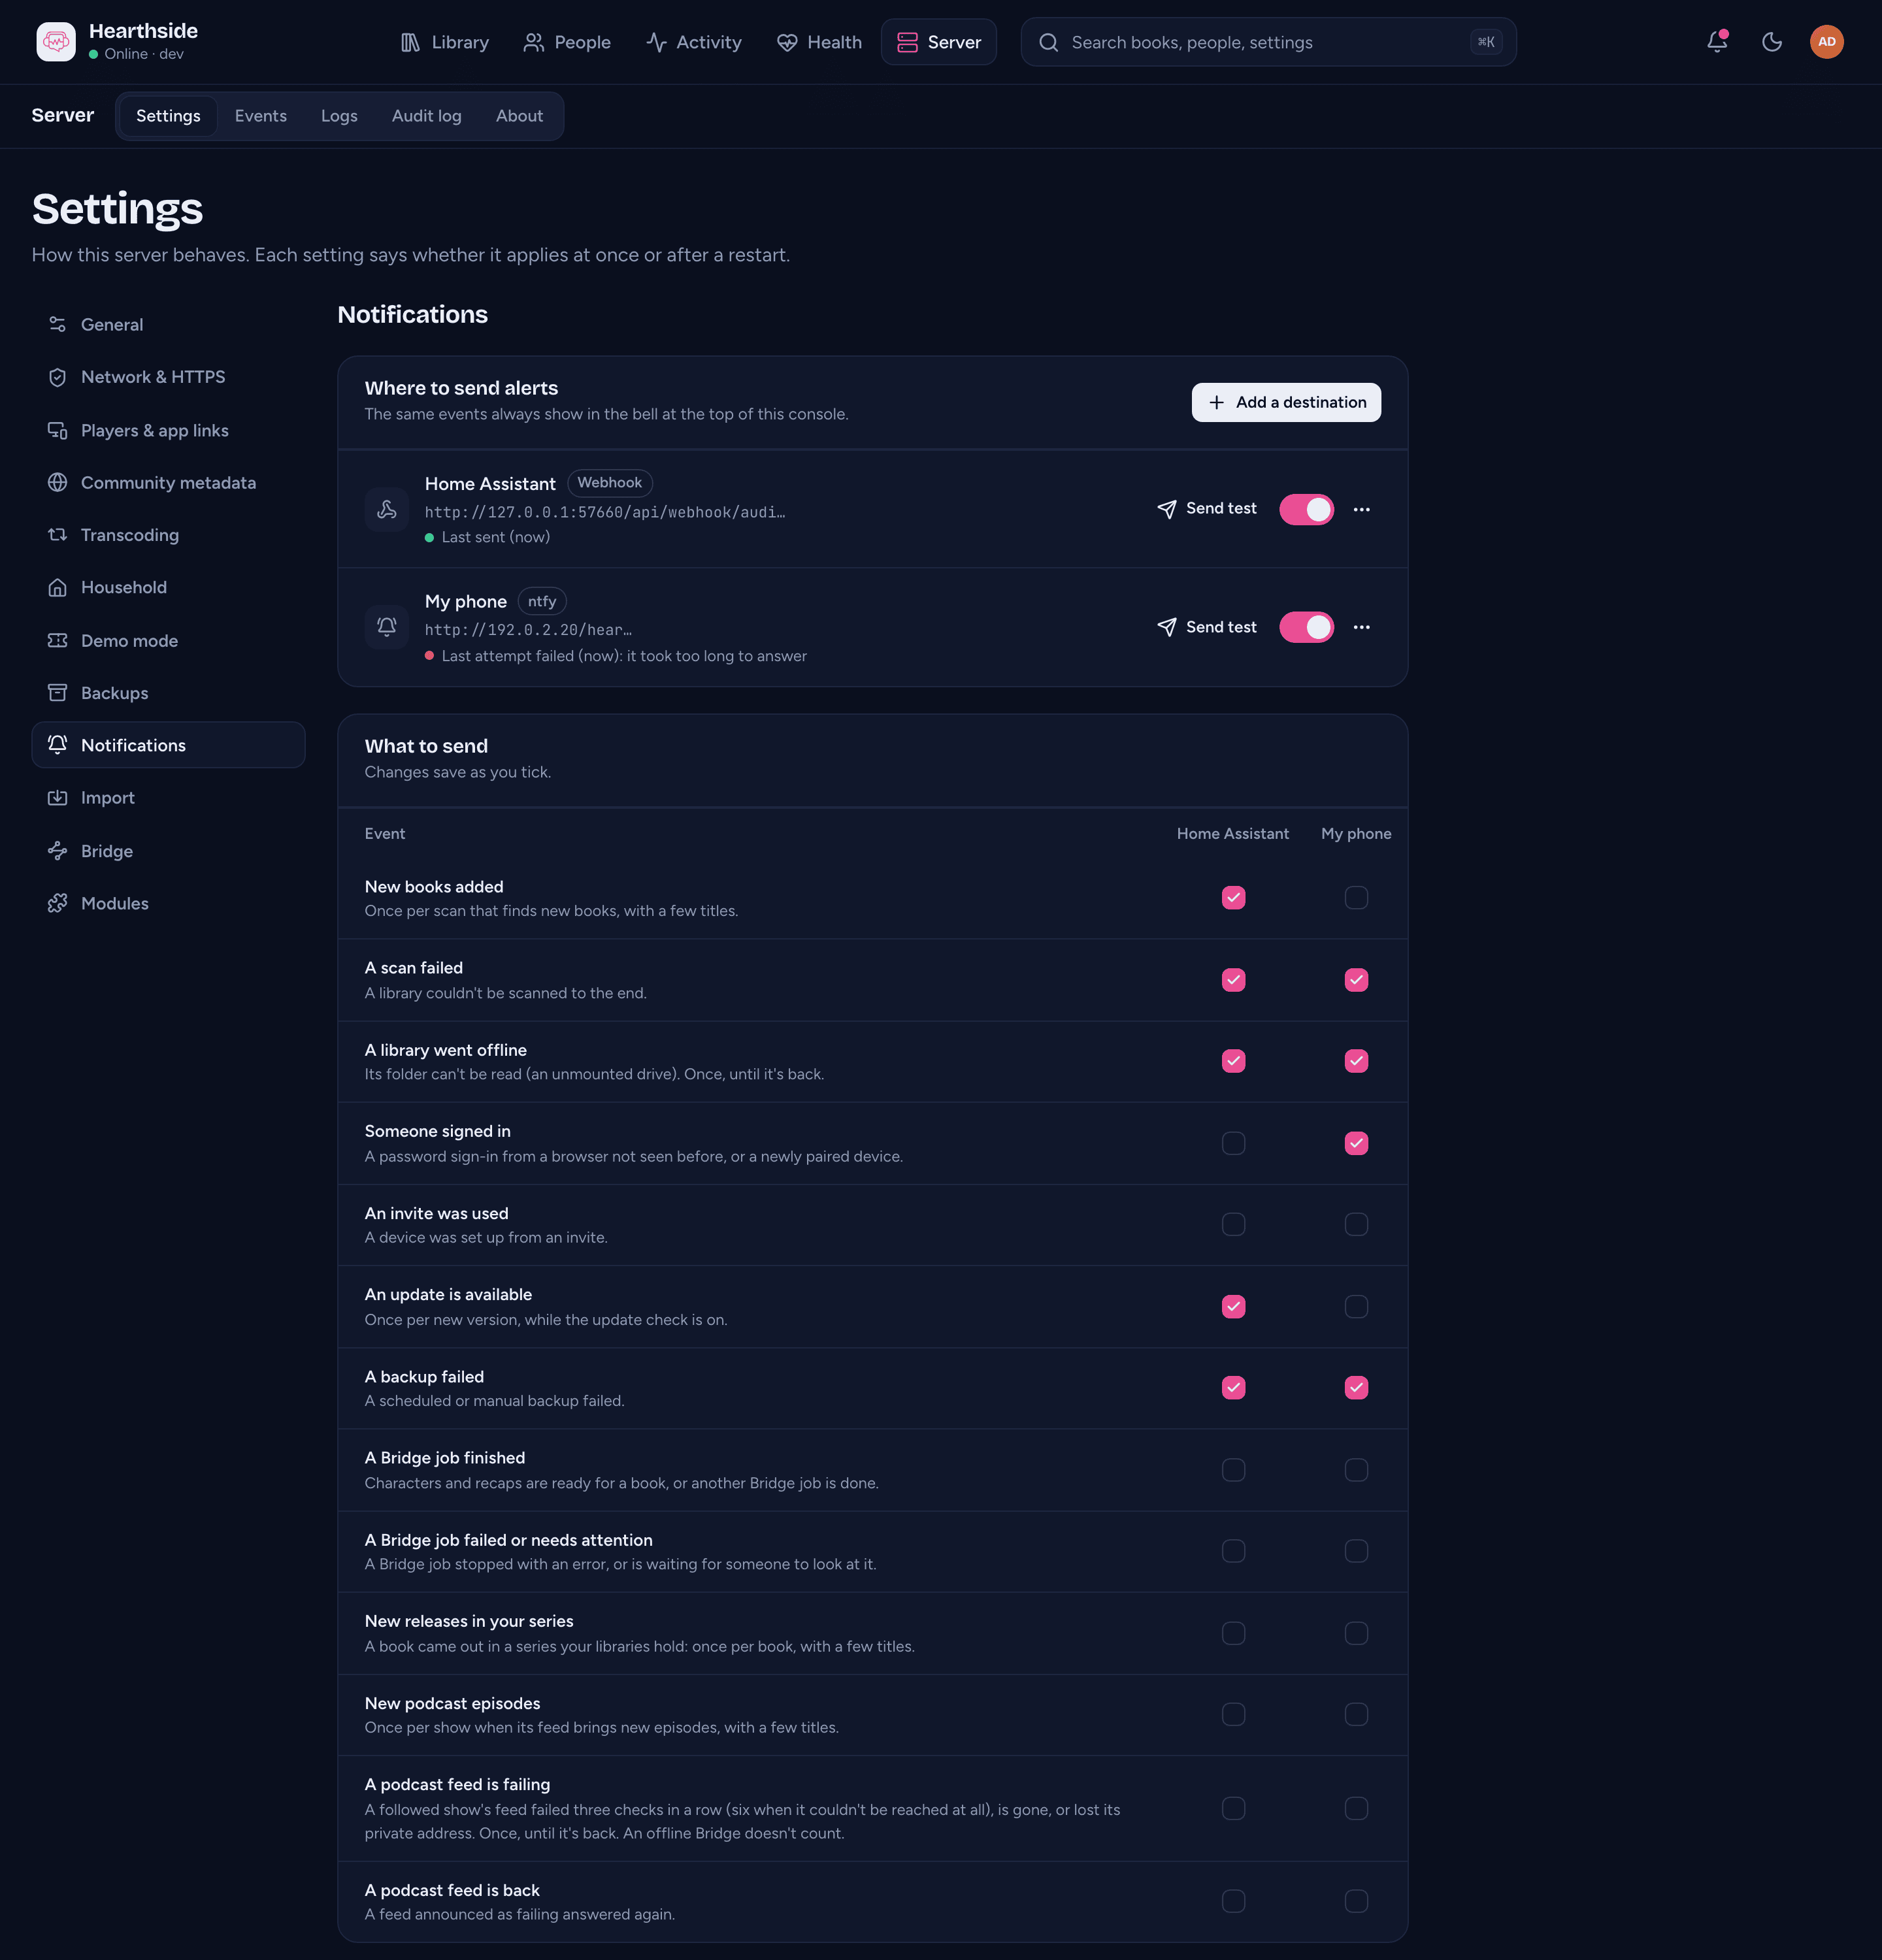 Hearthside
Online · dev
Library
People
Activity
Health
Server
Search books, people, settings
⌘K
AD
Server
Settings
Events
Logs
Audit log
About
Settings
How this server behaves. Each setting says whether it applies at once or after a restart.
General
Network & HTTPS
Players & app links
Community metadata
Transcoding
Household
Demo mode
Backups
Notifications
Import
Bridge
Modules
Notifications
Where to send alerts
The same events always show in the bell at the top of this console.
Add a destination
Home Assistant Webhook
http://127.0.0.1:57660/api/webhook/audi…
Last sent (now)
Send test
My phone ntfy
http://192.0.2.20/hear…
Last attempt failed (now): it took too long to answer
Send test
What to send
Changes save as you tick.
Event Home Assistant My phone
New books added
Once per scan that finds new books, with a few titles.
A scan failed
A library couldn't be scanned to the end.
A library went offline
Its folder can't be read (an unmounted drive). Once, until it's back.
Someone signed in
A password sign-in from a browser not seen before, or a newly paired device.
An invite was used
A device was set up from an invite.
An update is available
Once per new version, while the update check is on.
A backup failed
A scheduled or manual backup failed.
A Bridge job finished
Characters and recaps are ready for a book, or another Bridge job is done.
A Bridge job failed or needs attention
A Bridge job stopped with an error, or is waiting for someone to look at it.
New releases in your series
A book came out in a series your libraries hold: once per book, with a few titles.
New podcast episodes
Once per show when its feed brings new episodes, with a few titles.
A podcast feed is failing
A followed show's feed failed three checks in a row (six when it couldn't be reached at all), is gone, or lost its
private address. Once, until it's back. An offline Bridge doesn't count.
A podcast feed is back
A feed announced as failing answered again.